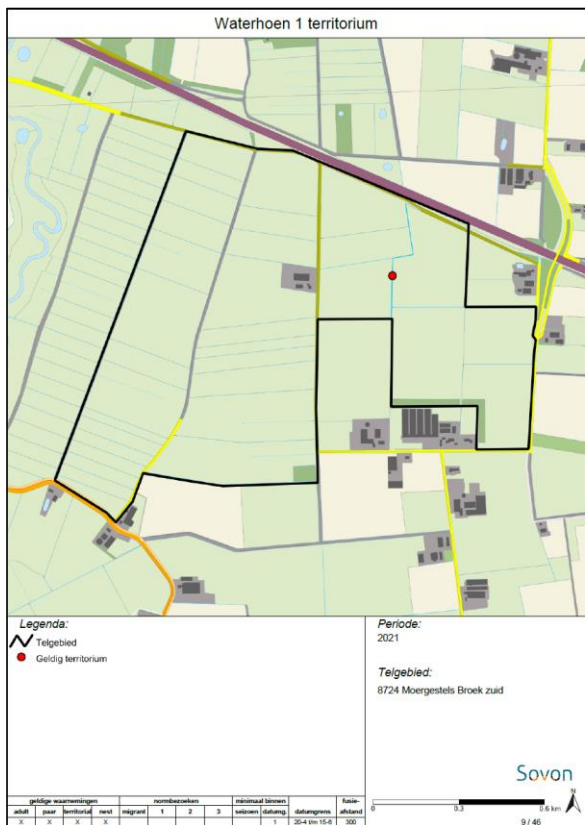 Waterhoen 1 territorium
Legenda:
Telgebied
Geldig territorium
Periode:
2021
Telgebied:
8724 Moergestels Broek zuid
Sovon
0 0.3 0.6 km
9 / 46
geldige waarnemingen normbezoeken minimaal binnen fusie-
adult paar territoriaal nest migrant 1 2 3 seizoen datumg. datumgrens afstand
X X X X 1 20-4 t/m 15-6 300